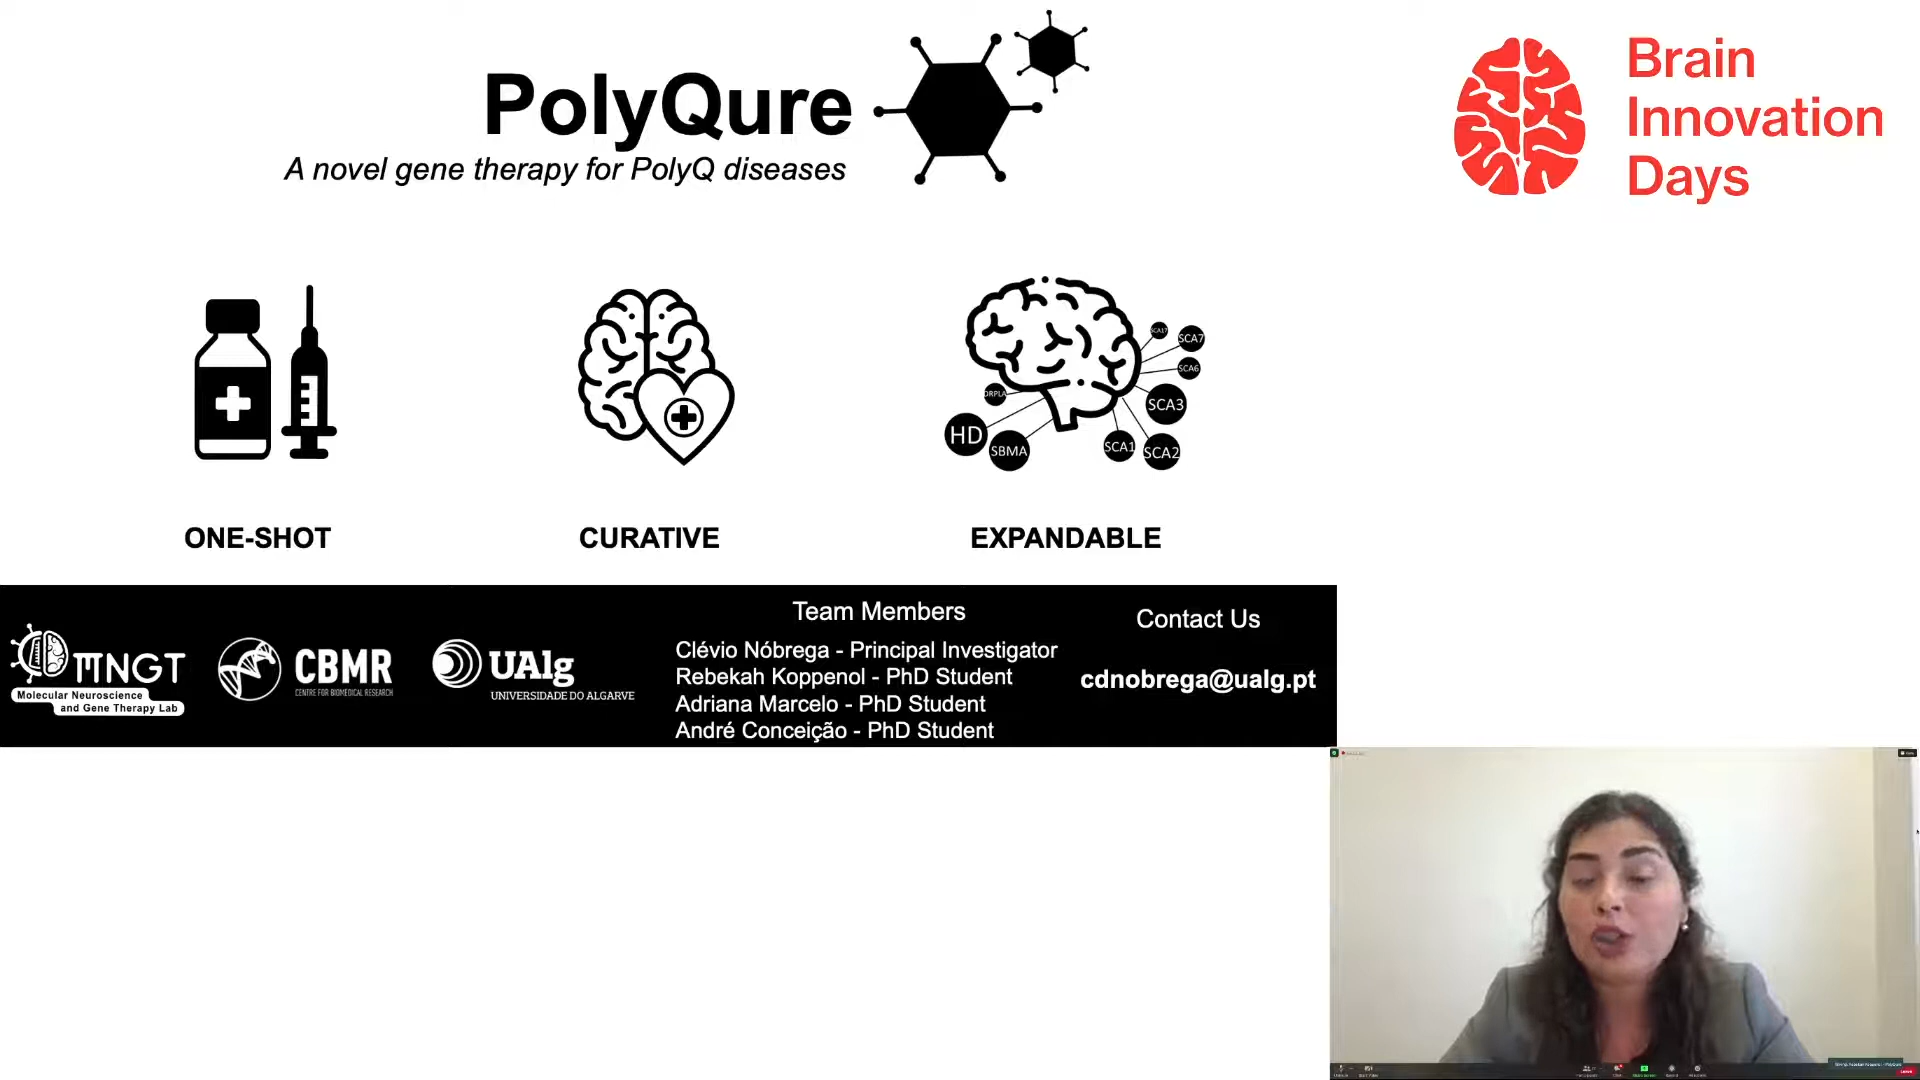 PolyQure
A novel gene therapy for PolyQ diseases
Brain
Innovation
Days
SCA17
SCA7
SCA6
DRPLA
SCA3
HD
SBMA
SCA1
SCA2
ONE-SHOT
CURATIVE
EXPANDABLE
Team Members
Clévio Nóbrega - Principal Investigator
Rebekah Koppenol - PhD Student
Adriana Marcelo - PhD Student
André Conceição - PhD Student
Contact Us
cdnobrega@ualg.pt
NGT
Molecular Neuroscience
and Gene Therapy Lab
CBMR
CENTRE FOR BIOMEDICAL RESEARCH
UAlg
UNIVERSIDADE DO ALGARVE